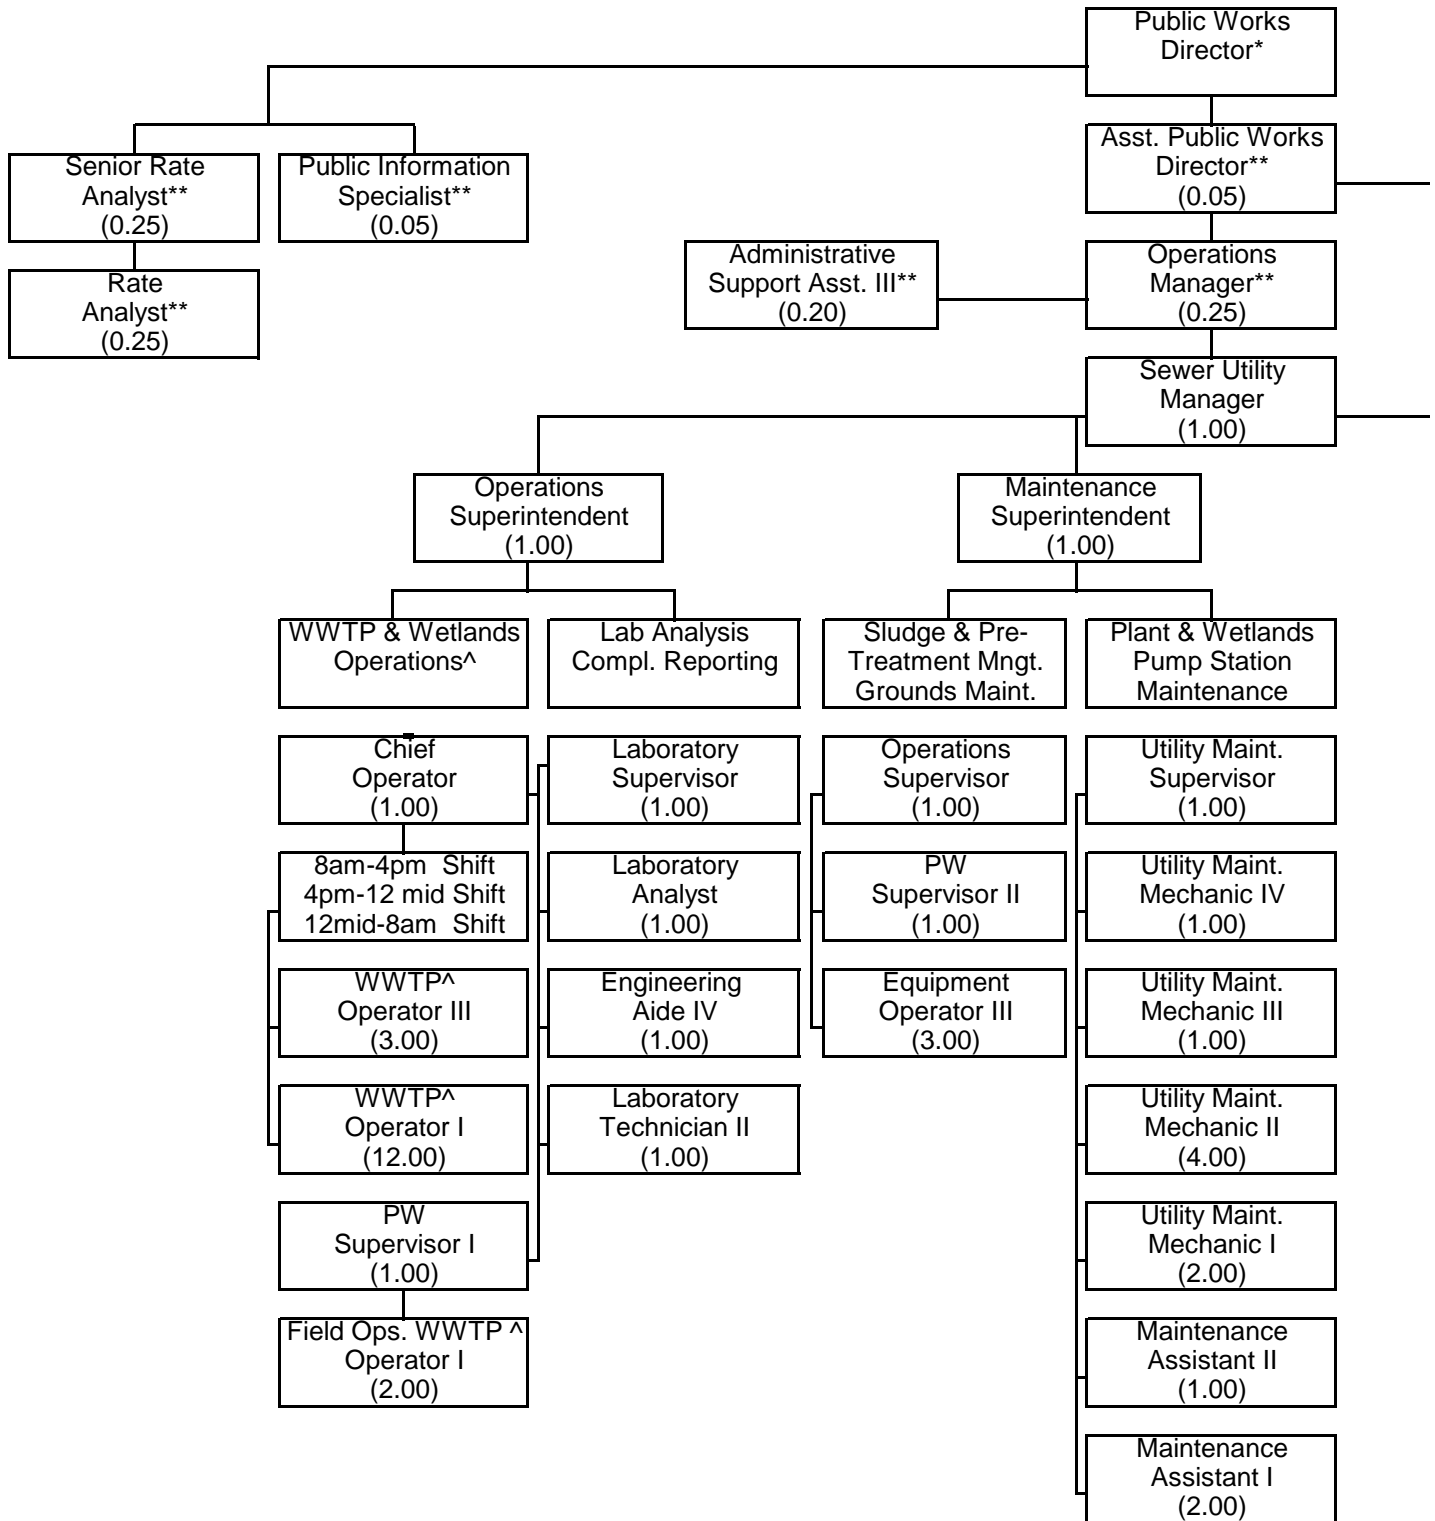 Public Works
Director*
Asst. Public Works
Director**
(0.05)
Senior Rate
Analyst**
(0.25)
Public Information
Specialist**
(0.05)
Administrative
Support Asst. III**
(0.20)
Operations
Manager**
(0.25)
Rate
Analyst**
(0.25)
Sewer Utility
Manager
(1.00)
Operations
Superintendent
(1.00)
Maintenance
Superintendent
(1.00)
WWTP & Wetlands
Operations^
Lab Analysis
Compl. Reporting
Sludge & Pre-
Treatment Mngt.
Grounds Maint.
Plant & Wetlands
Pump Station
Maintenance
Chief
Operator
(1.00)
Laboratory
Supervisor
(1.00)
Operations
Supervisor
(1.00)
Utility Maint.
Supervisor
(1.00)
8am-4pm  Shift
4pm-12 mid Shift
12mid-8am  Shift
Laboratory
Analyst
(1.00)
PW
Supervisor II
(1.00)
Utility Maint.
Mechanic IV
(1.00)
WWTP^
Operator III
(3.00)
Engineering
Aide IV
(1.00)
Equipment
Operator III
(3.00)
Utility Maint.
Mechanic III
(1.00)
WWTP^
Operator I
(12.00)
Laboratory
Technician II
(1.00)
Utility Maint.
Mechanic II
(4.00)
PW
Supervisor I
(1.00)
Utility Maint.
Mechanic I
(2.00)
Field Ops. WWTP ^
Operator I
(2.00)
Maintenance
Assistant II
(1.00)
Maintenance
Assistant I
(2.00)